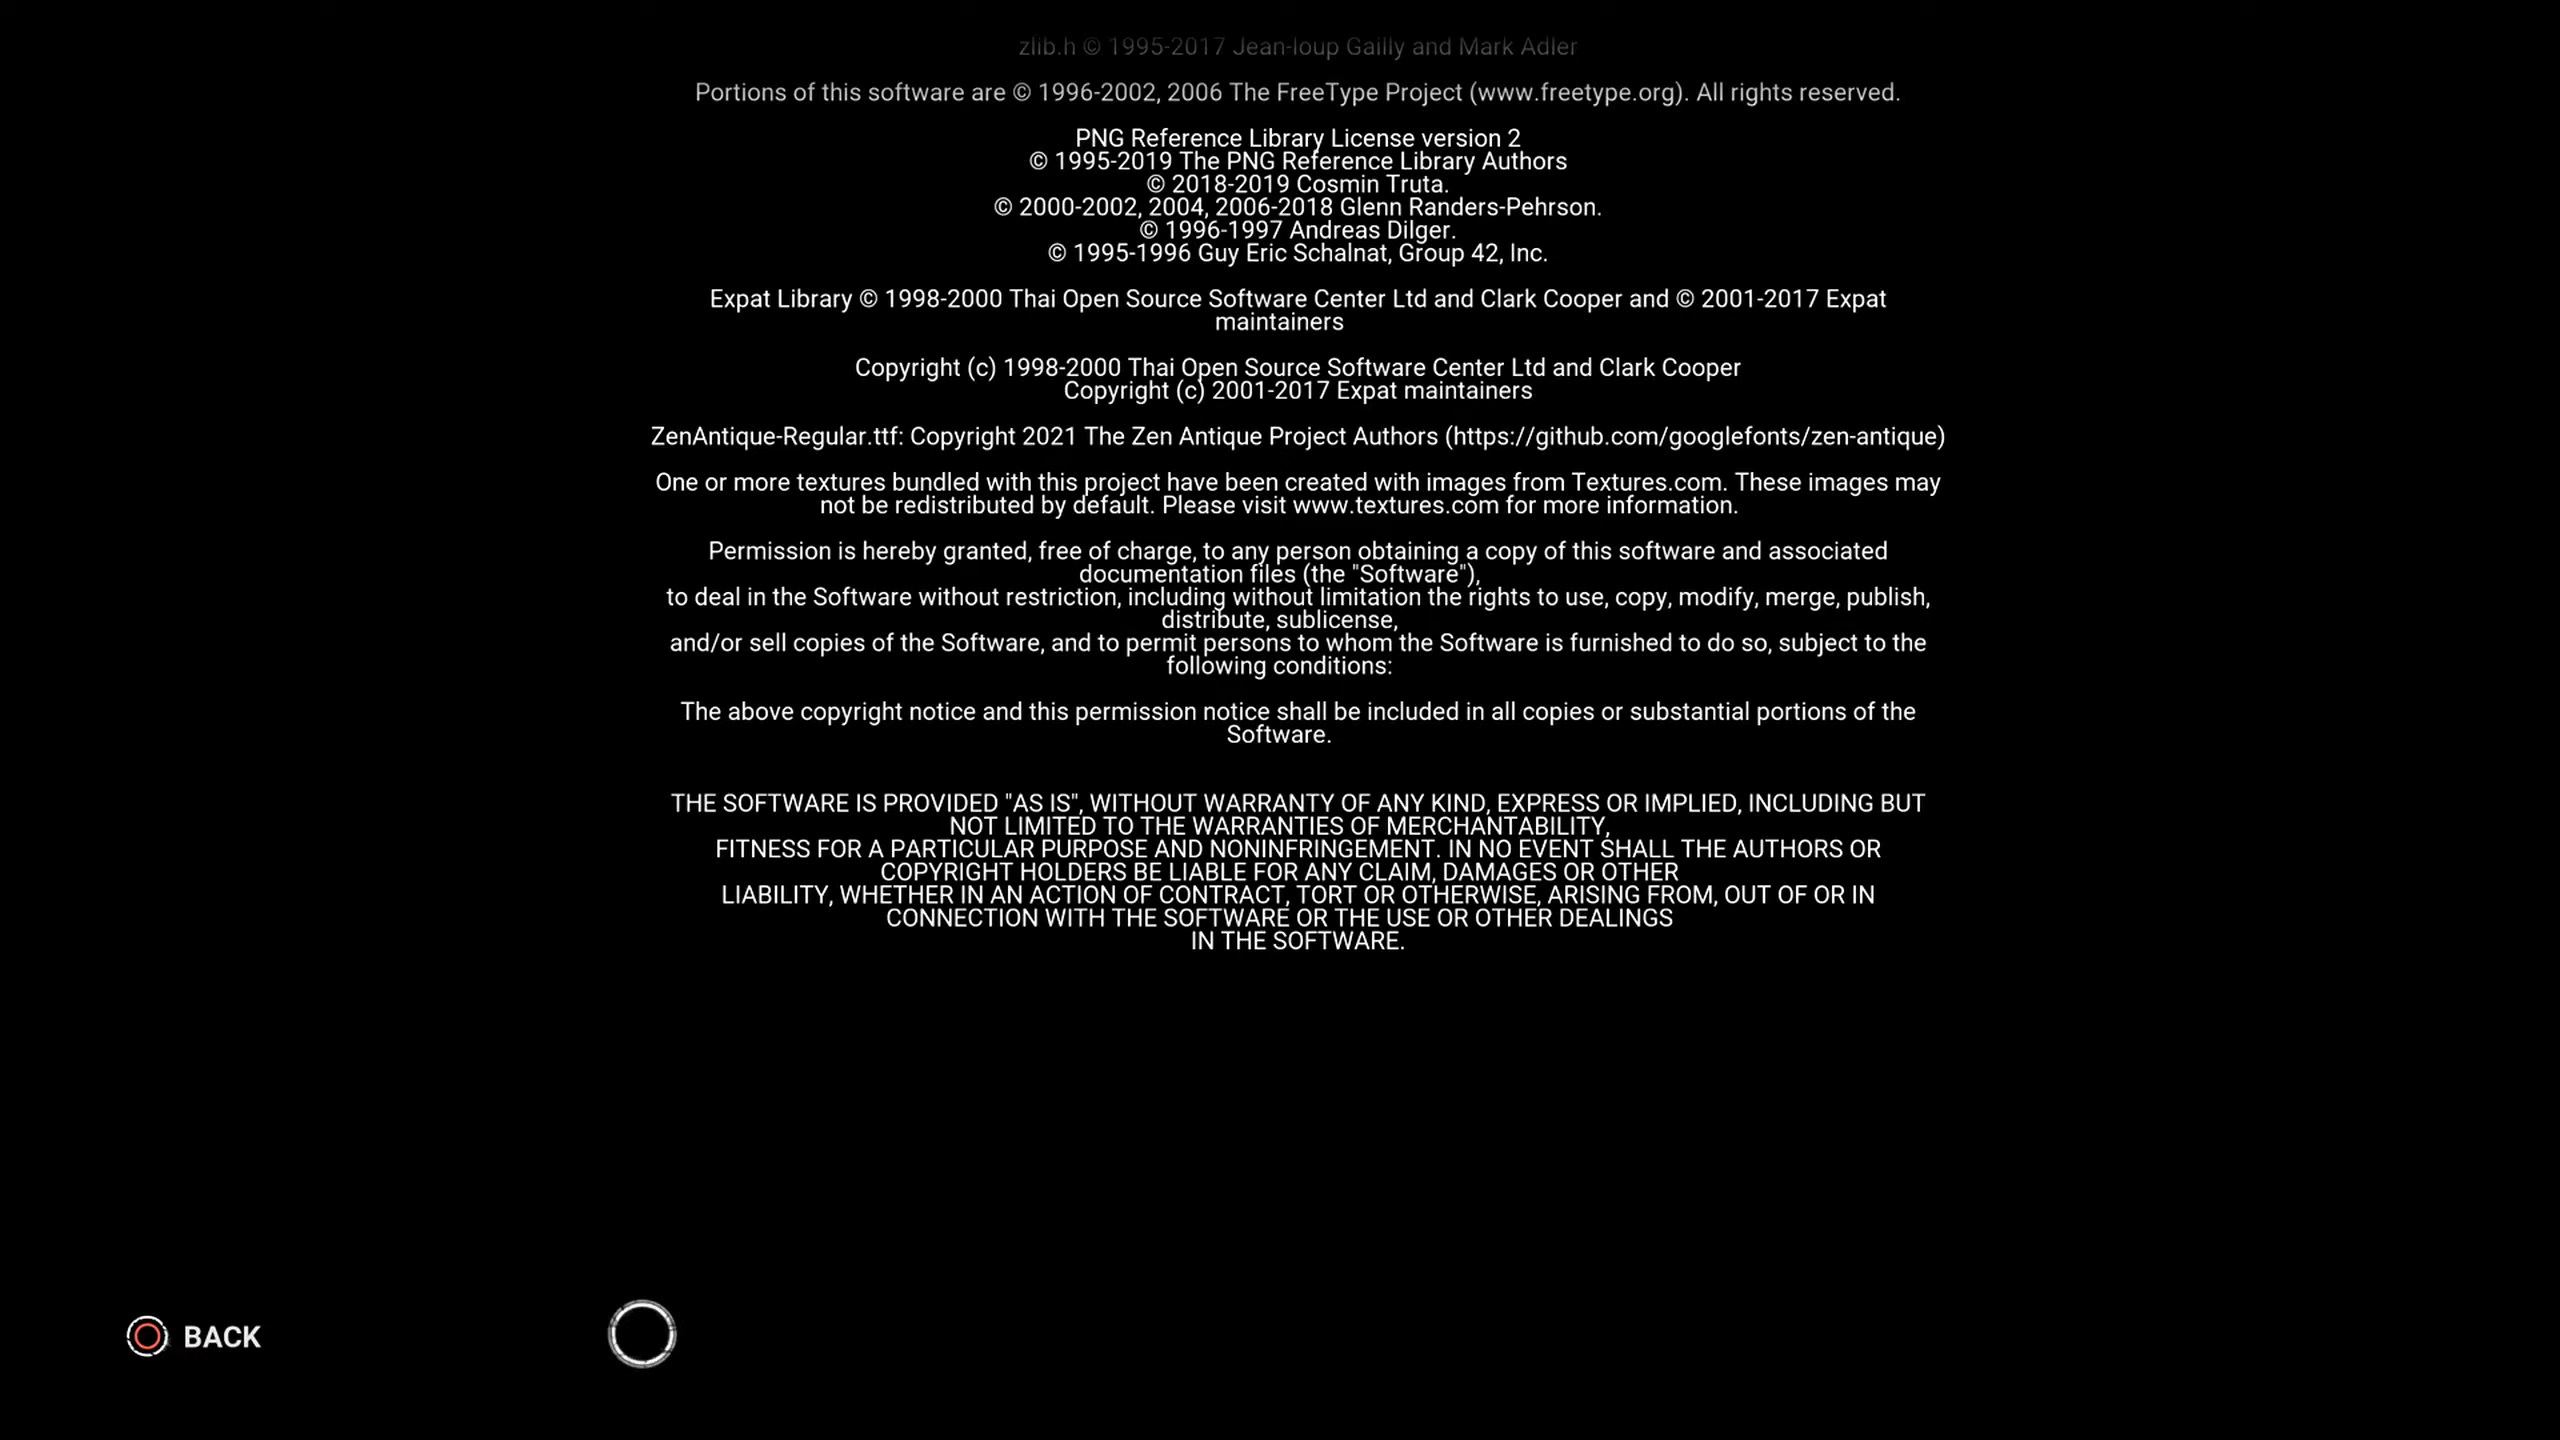 zlib.h © 1995-2017 Jean-loup Gailly and Mark Adler
Portions of this software are © 1996-2002, 2006 The FreeType Project (www.freetype.org). All rights reserved.
PNG Reference Library License version 2
© 1995-2019 The PNG Reference Library Authors
© 2018-2019 Cosmin Truta.
© 2000-2002, 2004, 2006-2018 Glenn Randers-Pehrson.
© 1996-1997 Andreas Dilger.
© 1995-1996 Guy Eric Schalnat, Group 42, Inc.
Expat Library © 1998-2000 Thai Open Source Software Center Ltd and Clark Cooper and © 2001-2017 Expat
maintainers
Copyright (c) 1998-2000 Thai Open Source Software Center Ltd and Clark Cooper
Copyright (c) 2001-2017 Expat maintainers
ZenAntique-Regular.ttf: Copyright 2021 The Zen Antique Project Authors (https://github.com/googlefonts/zen-antique)
One or more textures bundled with this project have been created with images from Textures.com. These images may
not be redistributed by default. Please visit www.textures.com for more information.
Permission is hereby granted, free of charge, to any person obtaining a copy of this software and associated
documentation files (the "Software"),
to deal in the Software without restriction, including without limitation the rights to use, copy, modify, merge, publish,
distribute, sublicense,
and/or sell copies of the Software, and to permit persons to whom the Software is furnished to do so, subject to the
following conditions:
The above copyright notice and this permission notice shall be included in all copies or substantial portions of the
Software.
THE SOFTWARE IS PROVIDED "AS IS", WITHOUT WARRANTY OF ANY KIND, EXPRESS OR IMPLIED, INCLUDING BUT
NOT LIMITED TO THE WARRANTIES OF MERCHANTABILITY,
FITNESS FOR A PARTICULAR PURPOSE AND NONINFRINGEMENT. IN NO EVENT SHALL THE AUTHORS OR
COPYRIGHT HOLDERS BE LIABLE FOR ANY CLAIM, DAMAGES OR OTHER
LIABILITY, WHETHER IN AN ACTION OF CONTRACT, TORT OR OTHERWISE, ARISING FROM, OUT OF OR IN
CONNECTION WITH THE SOFTWARE OR THE USE OR OTHER DEALINGS
IN THE SOFTWARE.
BACK